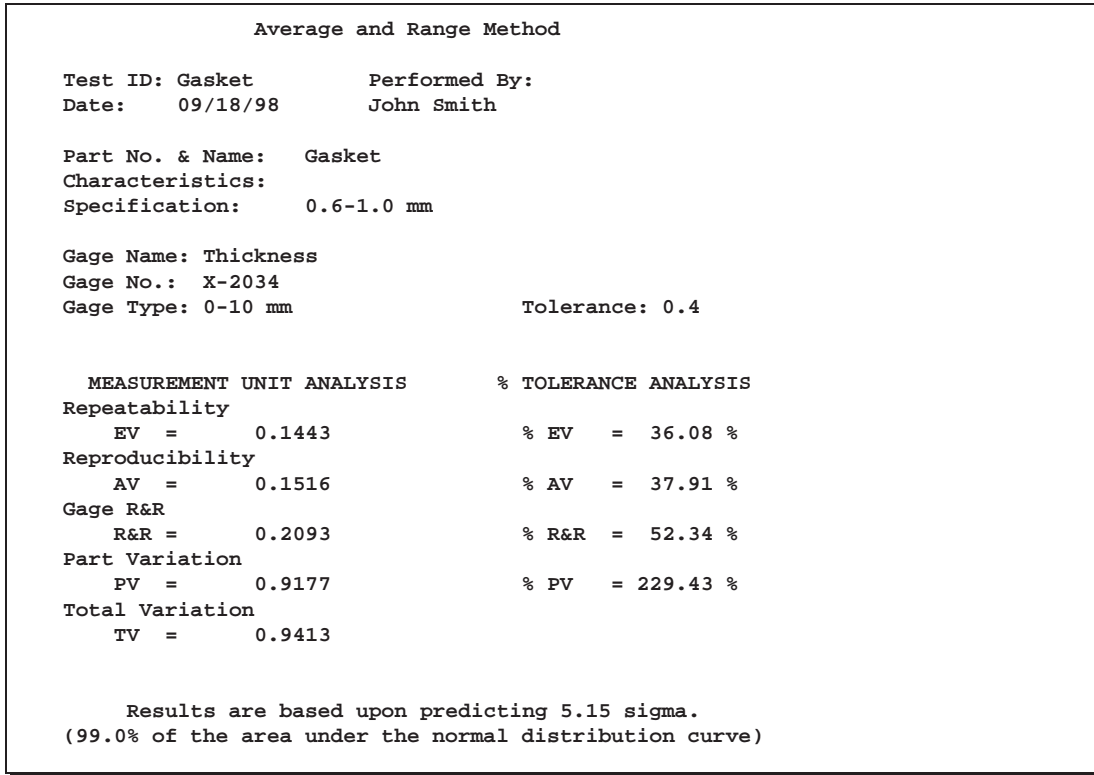 Average and Range Method
Test ID: Gasket Performed By:
Date: 09/18/98 John Smith
Part No. & Name: Gasket
Characteristics:
Specification: 0.6-1.0 mm
Gage Name: Thickness
Gage No.: X-2034
Gage Type: 0-10 mm Tolerance: 0.4
MEASUREMENT UNIT ANALYSIS % TOLERANCE ANALYSIS
Repeatability
EV = 0.1443 % EV = 36.08 %
Reproducibility
AV = 0.1516 % AV = 37.91 %
Gage R&R
R&R = 0.2093 % R&R = 52.34 %
Part Variation
PV = 0.9177 % PV = 229.43 %
Total Variation
TV = 0.9413
Results are based upon predicting 5.15 sigma.
(99.0% of the area under the normal distribution curve)